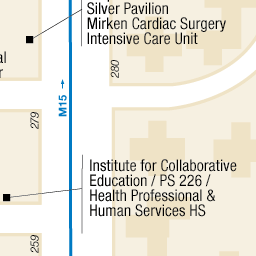 Silver Pavilion
Mirken Cardiac Surgery
Intensive Care Unit
280
M15 →
279
Institute for Collaborative
Education / PS 226 /
Health Professional &
Human Services HS
259